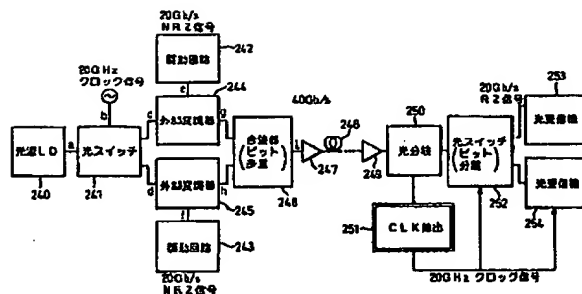 20Gb/s
NRZ信号
駆動回路
242
20GHz
クロック信号
244
b
e
c
外部変調器
g
光源LD
a
光スイッチ
240
241
d
外部変調器
h
245
f
駆動回路
243
20Gb/s
NRZ信号
合波部
(ビット
多重)
246
40Gb/s
i
247
249
250
光分岐
251
CLK抽出
20Gb/s
RZ信号
253
光受信機
光スイッチ
(ビット
分離)
252
光受信機
254
20GHz クロック信号